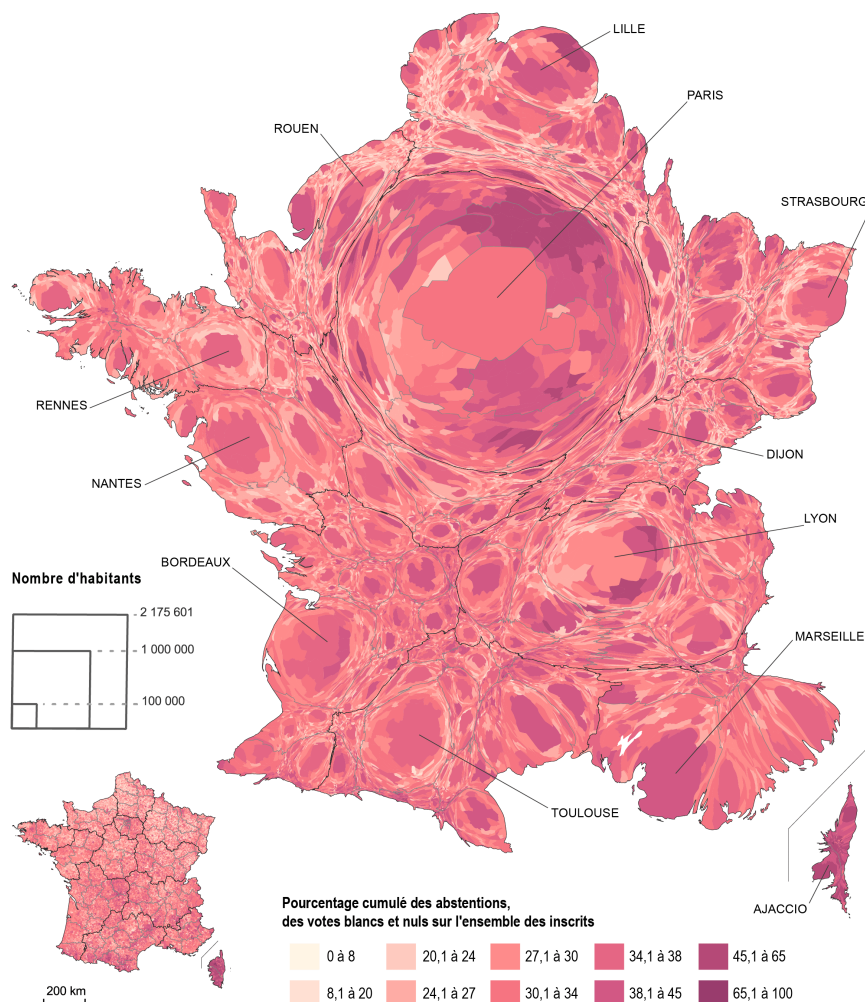 LILLE
PARIS
ROUEN
STRASBOURG
RENNES
NANTES
DIJON
LYON
BORDEAUX
MARSEILLE
TOULOUSE
AJACCIO
Nombre d'habitants
2 175 601
1 000 000
100 000
200 km
Pourcentage cumulé des abstentions,
des votes blancs et nuls sur l'ensemble des inscrits
0 à 8
20,1 à 24
27,1 à 30
34,1 à 38
45,1 à 65
8,1 à 20
24,1 à 27
30,1 à 34
38,1 à 45
65,1 à 100